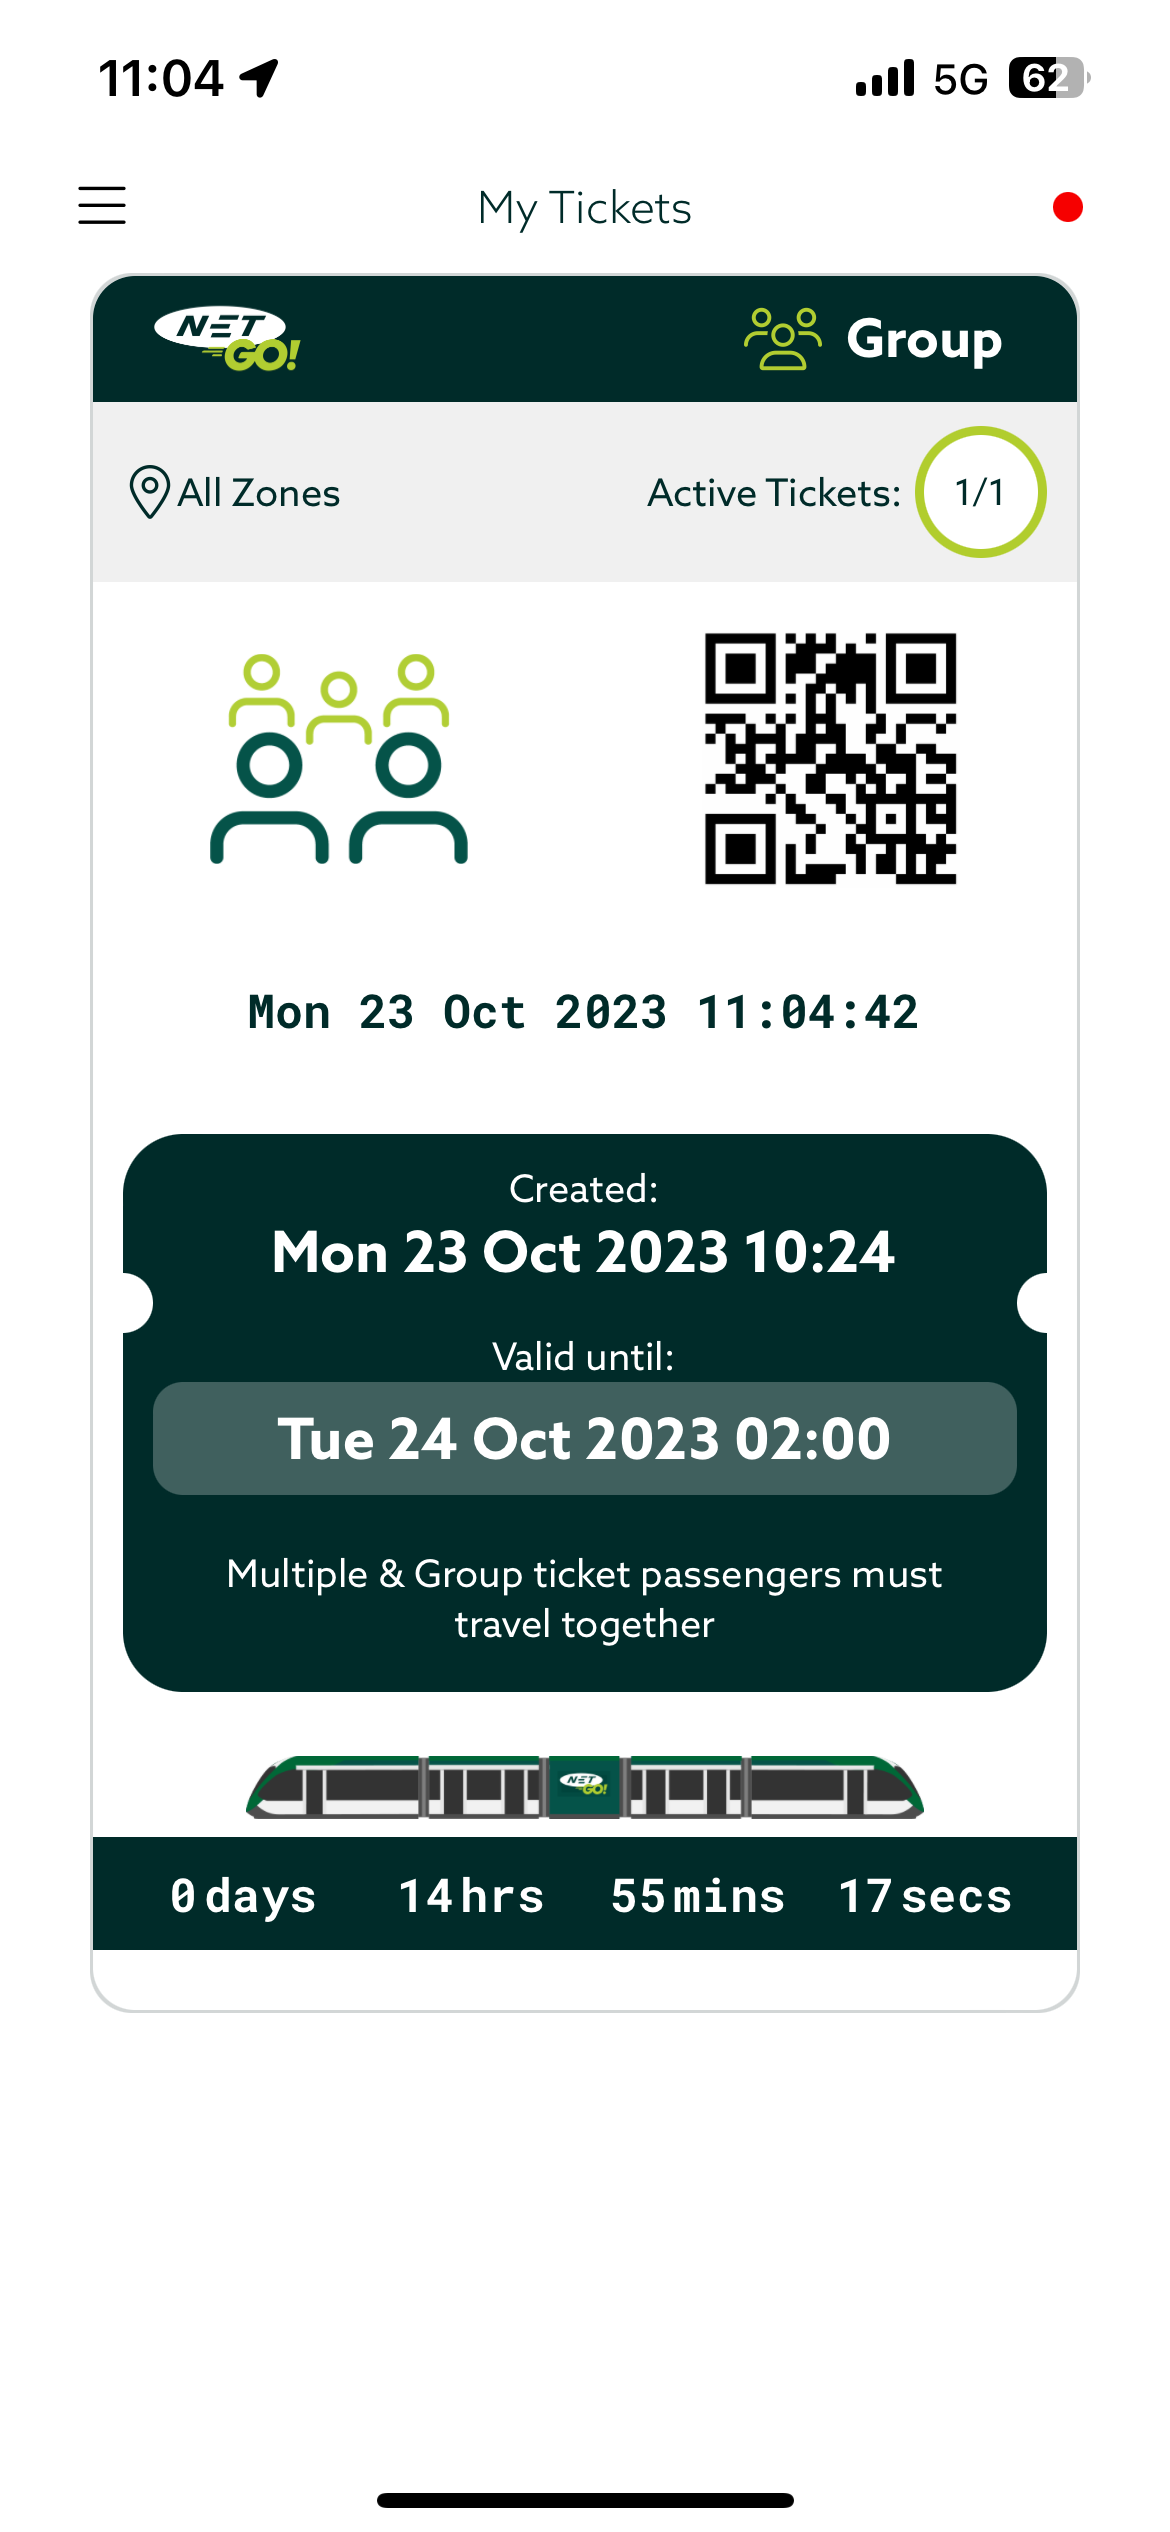 11:04
5G 62
My Tickets
NET
GO!
Group
All Zones
Active Tickets: 1/1
Mon 23 Oct 2023 11:04:42
Created:
Mon 23 Oct 2023 10:24
Valid until:
Tue 24 Oct 2023 02:00
Multiple & Group ticket passengers must
travel together
NET
GO!
0 days 14 hrs 55 mins 17 secs